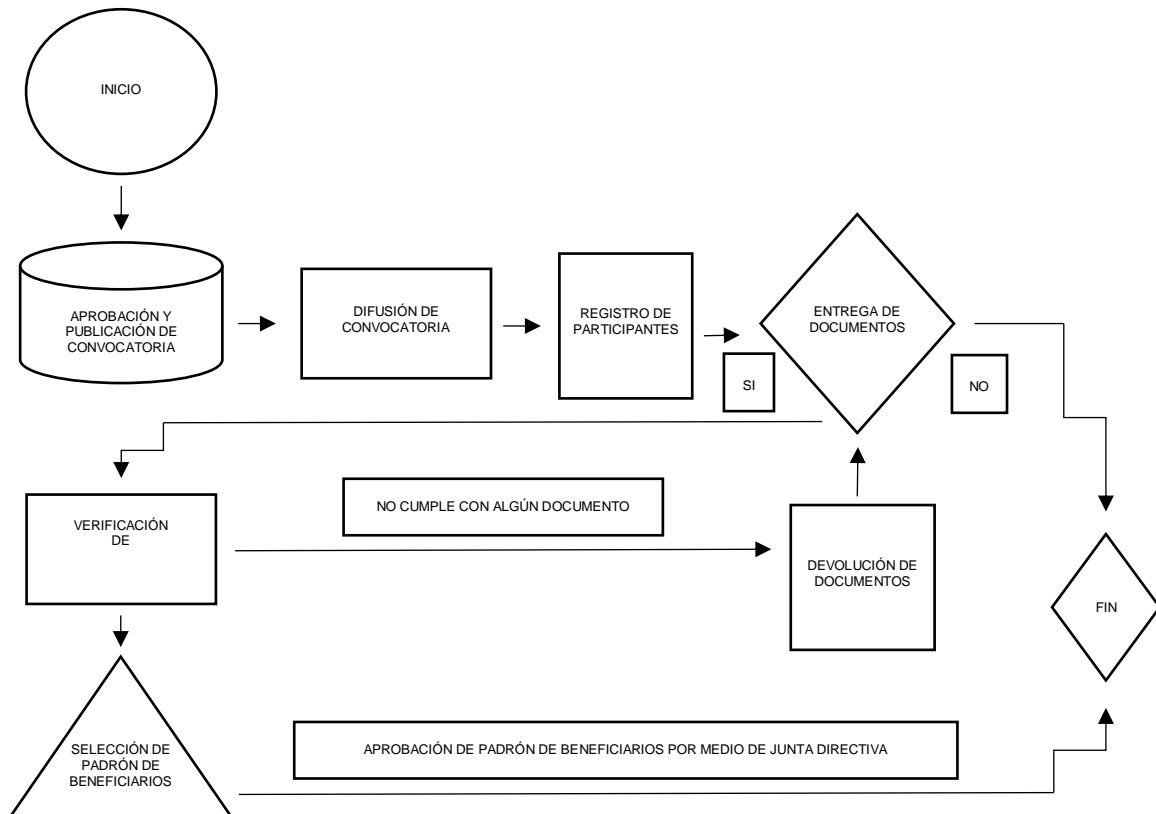 INICIO
APROBACIÓN Y
PUBLICACIÓN DE
CONVOCATORIA
DIFUSIÓN DE
CONVOCATORIA
REGISTRO DE
PARTICIPANTES
ENTREGA DE
DOCUMENTOS
SI
NO
VERIFICACIÓN
DE
NO CUMPLE CON ALGÚN DOCUMENTO
DEVOLUCIÓN DE
DOCUMENTOS
FIN
SELECCIÓN DE
PADRÓN DE
BENEFICIARIOS
APROBACIÓN DE PADRÓN DE BENEFICIARIOS POR MEDIO DE JUNTA DIRECTIVA